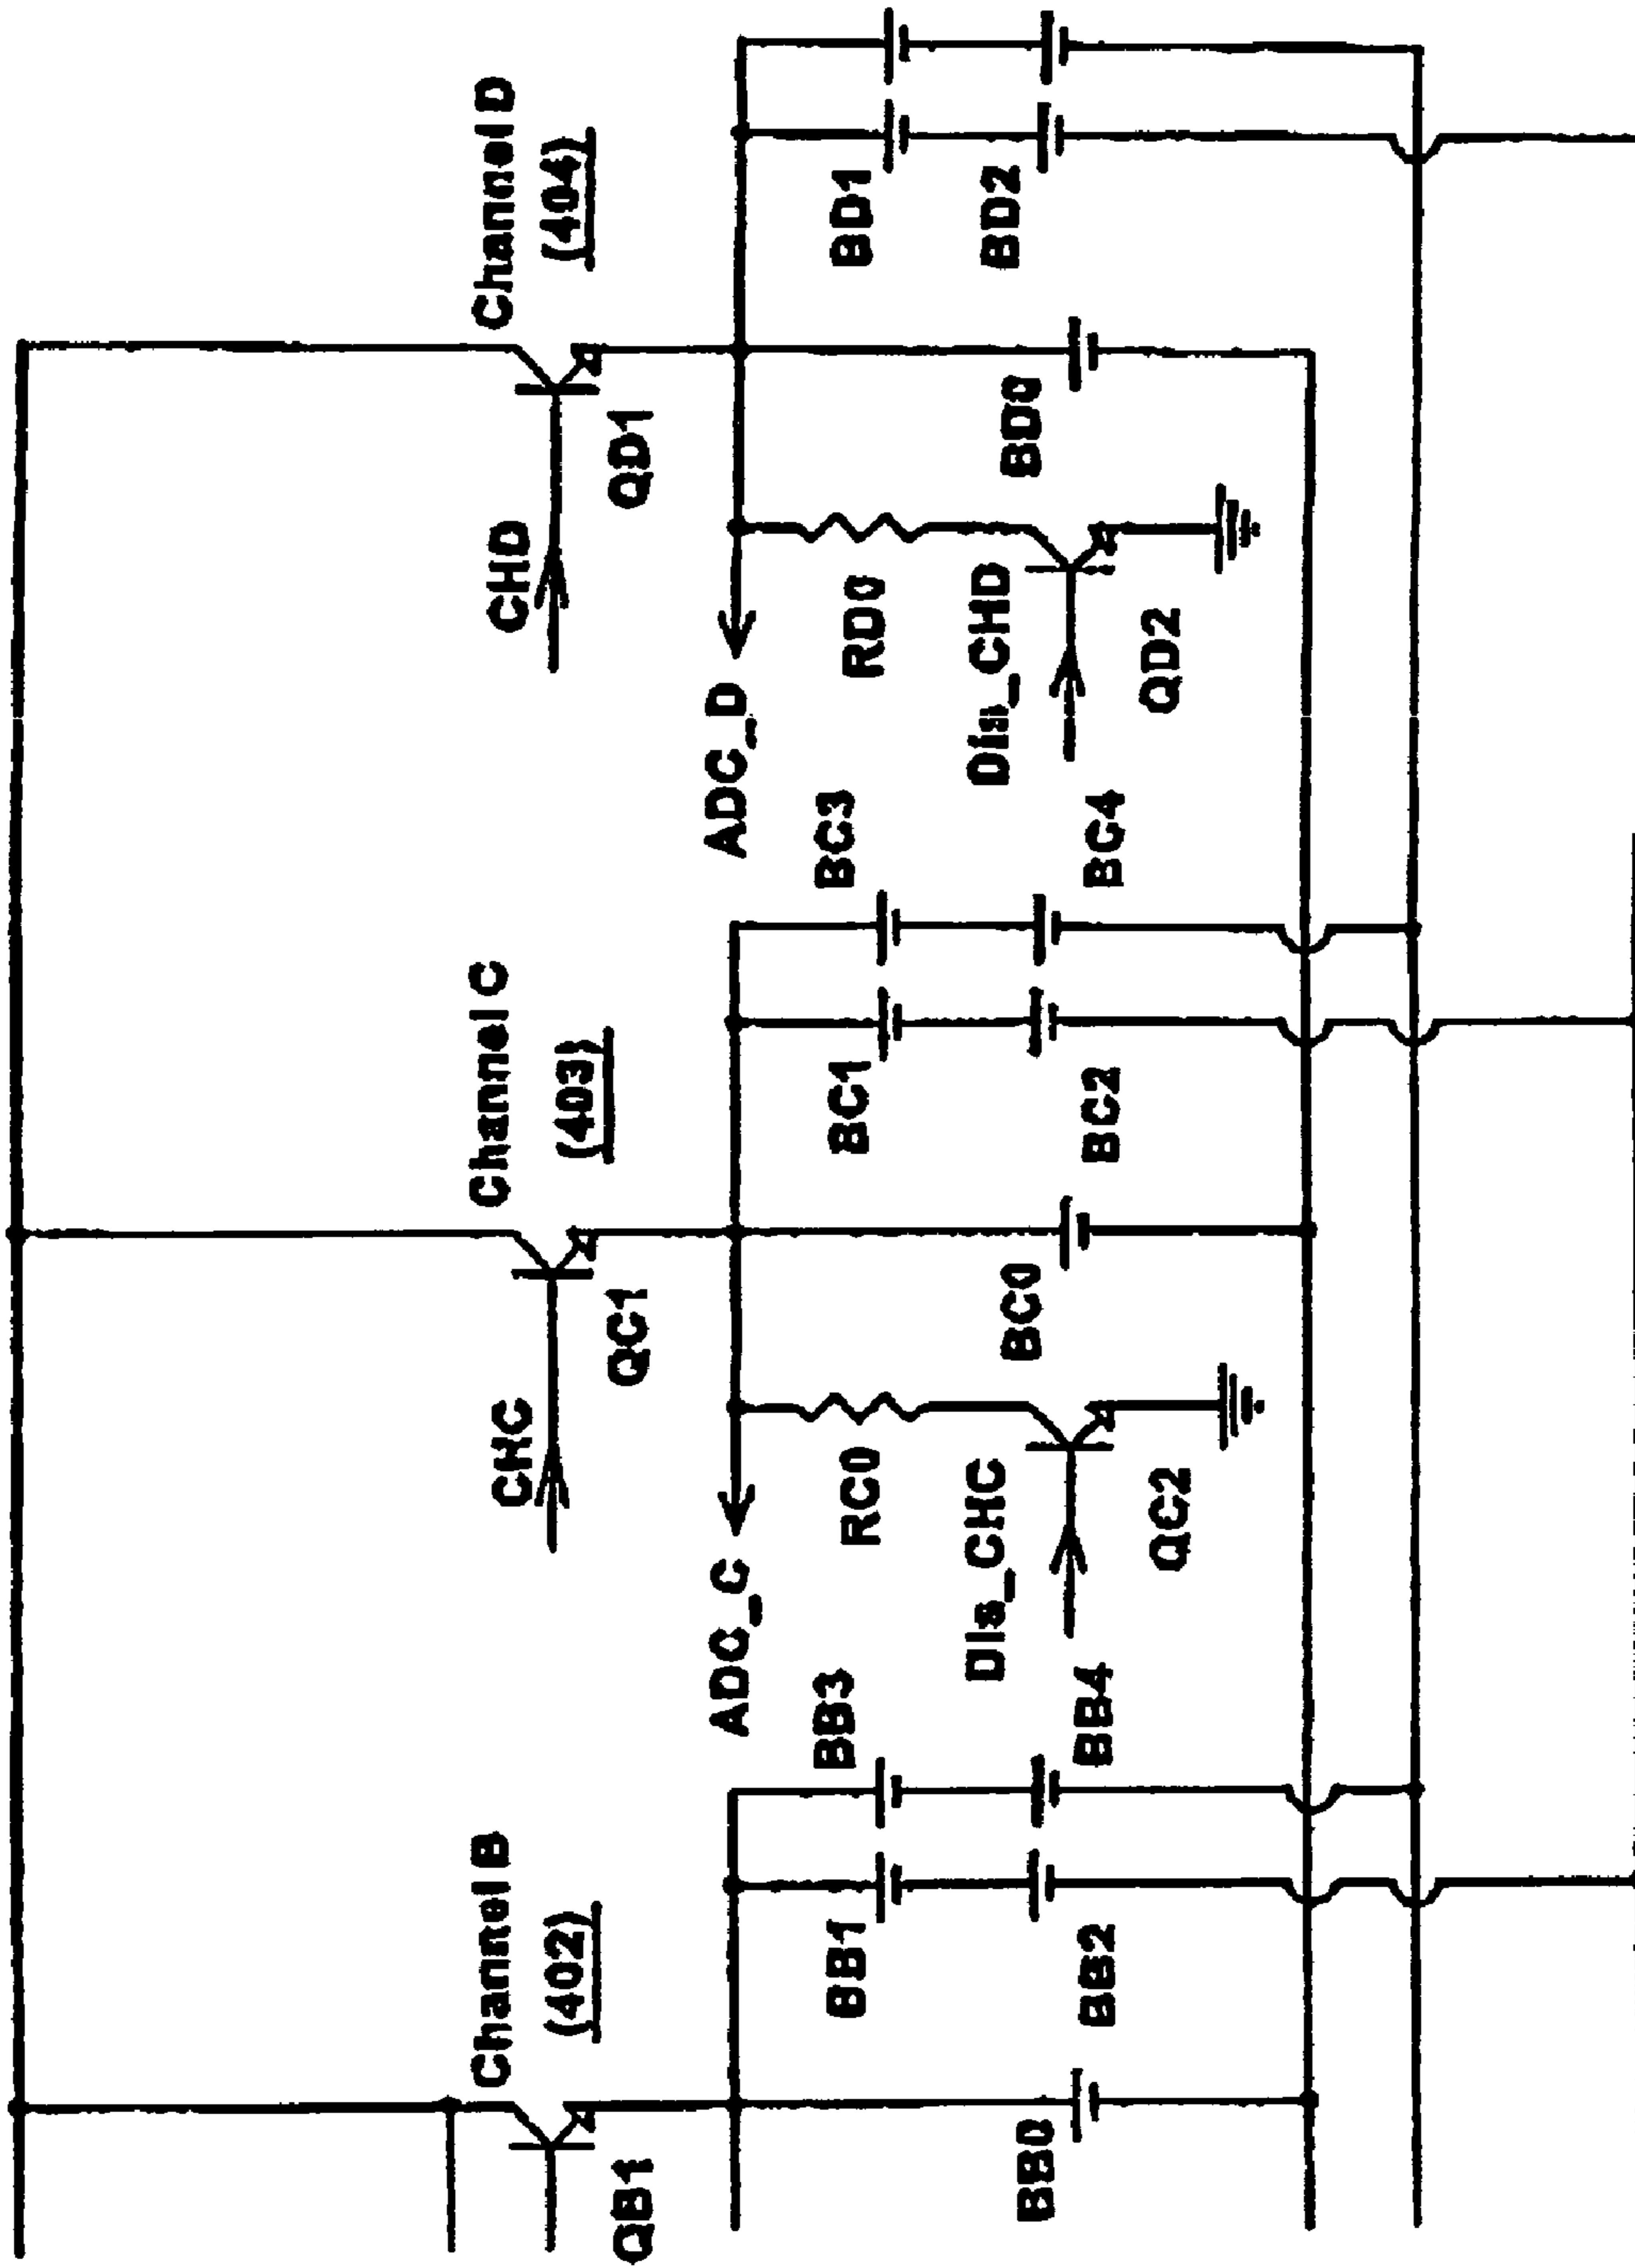 Channel B
(402)
QB1
BB0
BB1
BB2
BB3
BB4
Channel C
(403)
CHC
QC1
ADC_C
RC0
Dis_CHC
QC2
BC0
BC1
BC2
BC3
BC4
Channel D
(404)
CHD
QD1
ADC_D
RD0
Dis_CHD
QD2
BD0
BD1
BD2